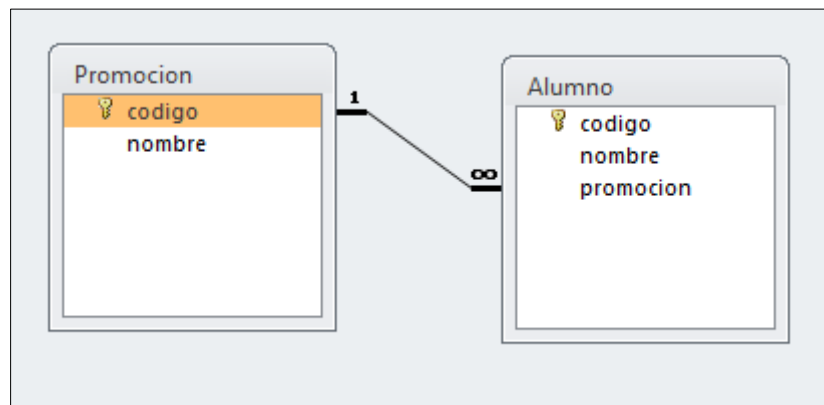 Promocion
codigo
nombre
1
∞
Alumno
codigo
nombre
promocion